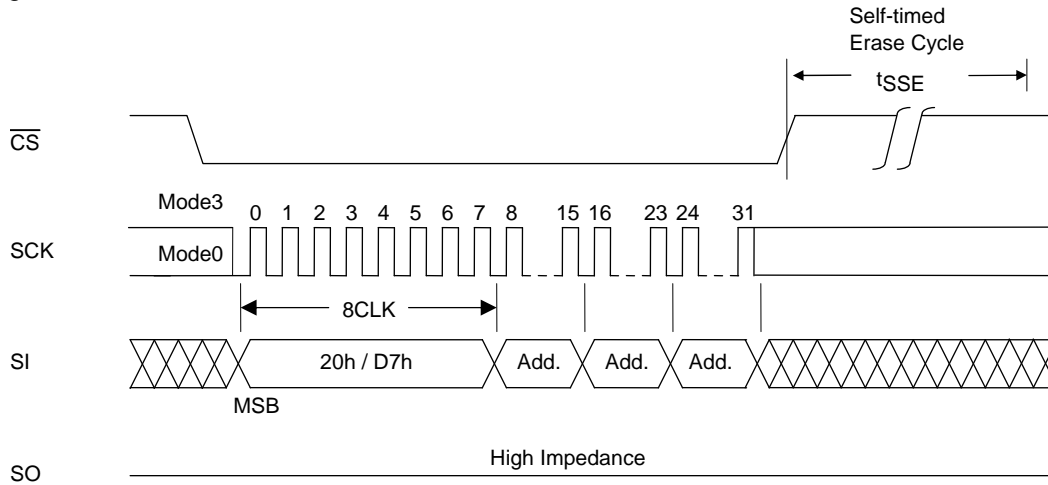 Self-timed
Erase Cycle
tSSE
CS
Mode3
0 1 2 3 4 5 6 7 8 15 16 23 24 31
SCK
Mode0
8CLK
SI
20h / D7h
Add.
Add.
Add.
MSB
High Impedance
SO